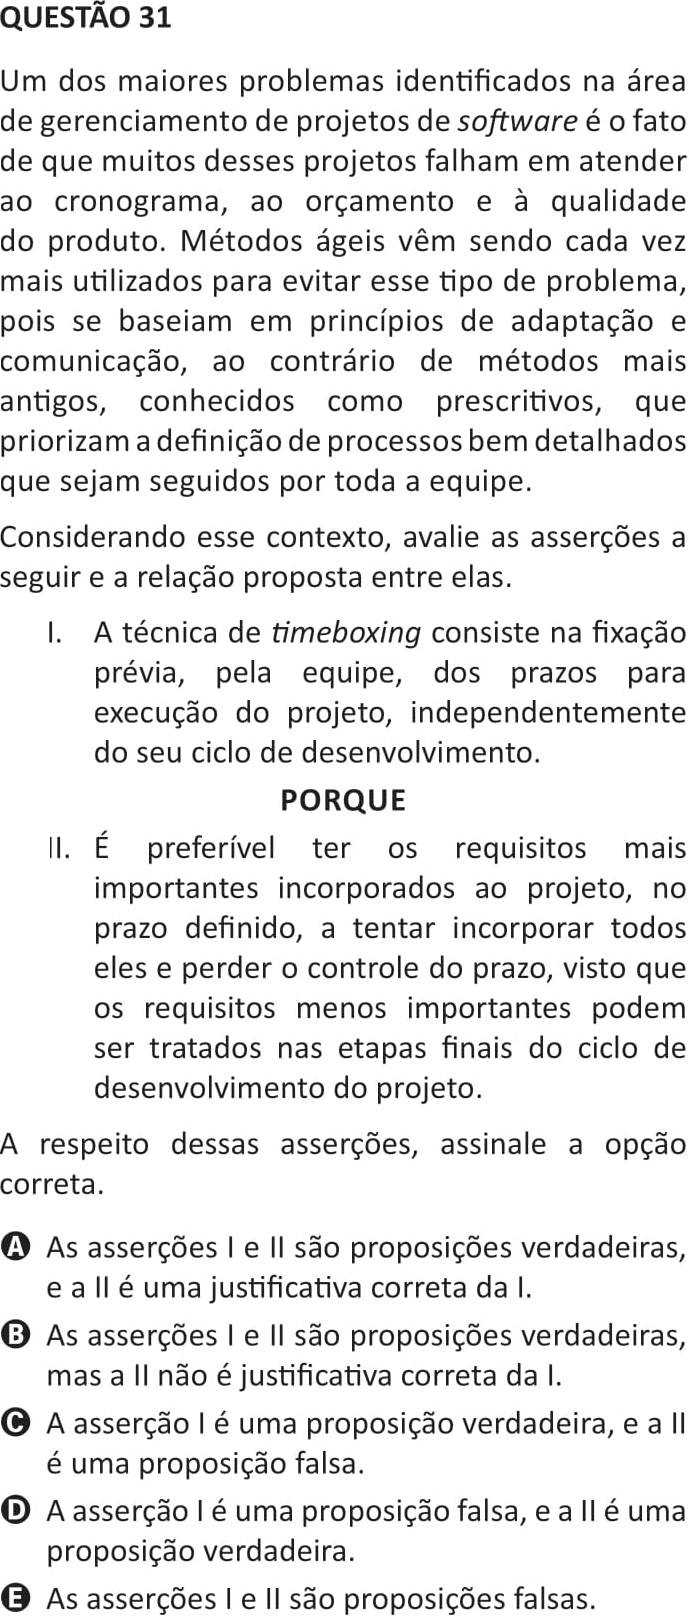 QUESTÃO 31
Um dos maiores problemas identificados na área
de gerenciamento de projetos de software é o fato
de que muitos desses projetos falham em atender
ao cronograma, ao orçamento e à qualidade
do produto. Métodos ágeis vêm sendo cada vez
mais utilizados para evitar esse tipo de problema,
pois se baseiam em princípios de adaptação e
comunicação, ao contrário de métodos mais
antigos, conhecidos como prescritivos, que
priorizam a definição de processos bem detalhados
que sejam seguidos por toda a equipe.
Considerando esse contexto, avalie as asserções a
seguir e a relação proposta entre elas.
I. A técnica de timeboxing consiste na fixação
prévia, pela equipe, dos prazos para
execução do projeto, independentemente
do seu ciclo de desenvolvimento.
PORQUE
II. É preferível ter os requisitos mais
importantes incorporados ao projeto, no
prazo definido, a tentar incorporar todos
eles e perder o controle do prazo, visto que
os requisitos menos importantes podem
ser tratados nas etapas finais do ciclo de
desenvolvimento do projeto.
A respeito dessas asserções, assinale a opção
correta.
A As asserções I e II são proposições verdadeiras,
e a II é uma justificativa correta da I.
B As asserções I e II são proposições verdadeiras,
mas a II não é justificativa correta da I.
C A asserção I é uma proposição verdadeira, e a II
é uma proposição falsa.
D A asserção I é uma proposição falsa, e a II é uma
proposição verdadeira.
E As asserções I e II são proposições falsas.